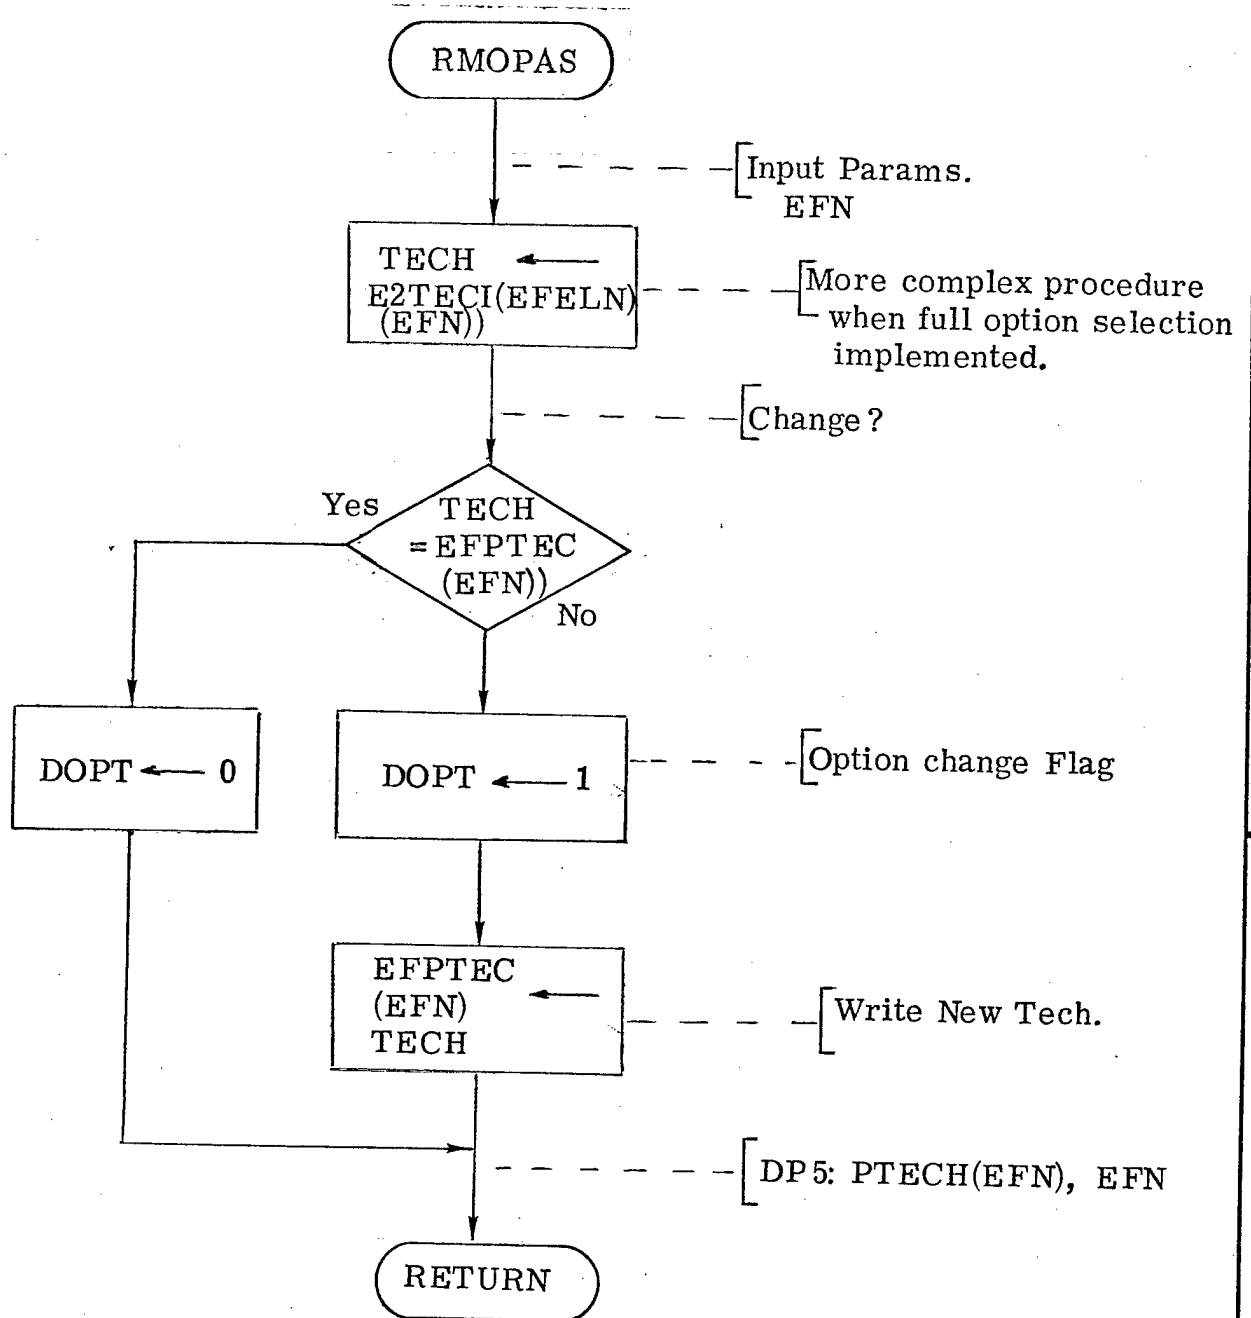 RMOPAS
Input Params.
EFN
TECH ←
E2TECI(EFELN)
(EFN))
More complex procedure
when full option selection
implemented.
Change?
Yes
TECH
= EFPTEC
(EFN))
No
DOPT ← 0
DOPT ← 1
Option change Flag
EFPTEC
(EFN) ←
TECH
Write New Tech.
DP5: PTECH(EFN), EFN
RETURN